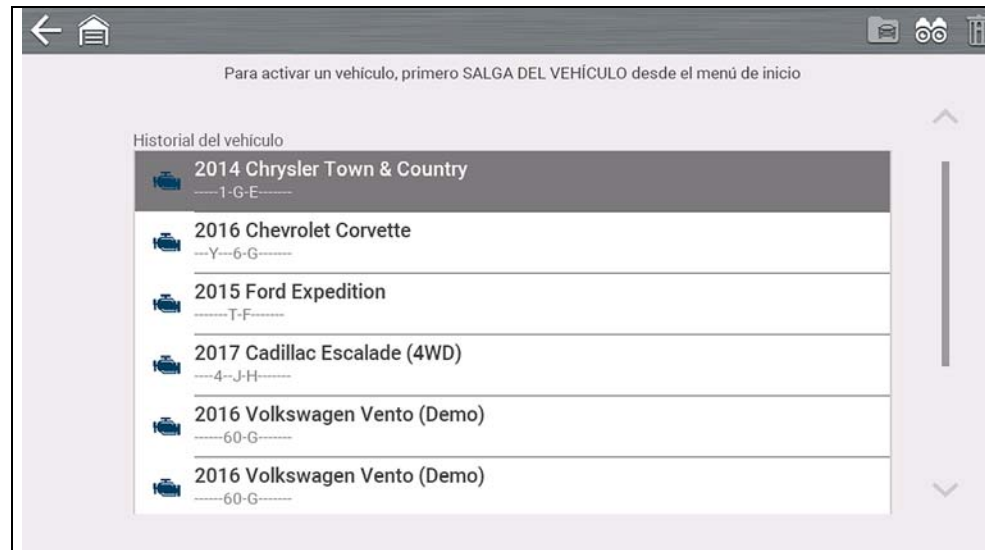 Para activar un vehículo, primero SALGA DEL VEHÍCULO desde el menú de inicio
Historial del vehículo
2014 Chrysler Town & Country
-----1-G-E-------
2016 Chevrolet Corvette
---Y---6-G-------
2015 Ford Expedition
-------T-F-------
2017 Cadillac Escalade (4WD)
----4--J-H-------
2016 Volkswagen Vento (Demo)
------60-G-------
2016 Volkswagen Vento (Demo)
------60-G-------